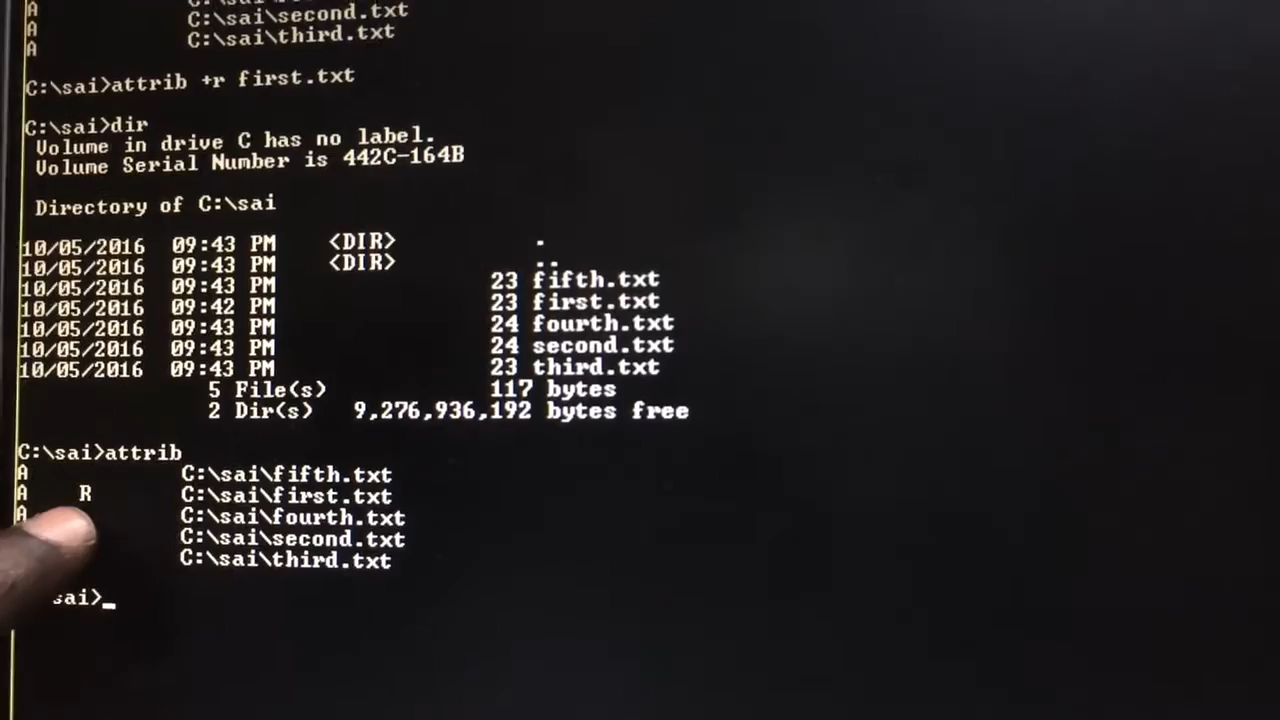 A C:\sai\second.txt
A C:\sai\third.txt
A
C:\sai>attrib +r first.txt
C:\sai>dir
Volume in drive C has no label.
Volume Serial Number is 442C-164B
Directory of C:\sai
10/05/2016 09:43 PM <DIR> .
10/05/2016 09:43 PM <DIR> ..
10/05/2016 09:43 PM 23 fifth.txt
10/05/2016 09:42 PM 23 first.txt
10/05/2016 09:43 PM 24 fourth.txt
10/05/2016 09:43 PM 24 second.txt
10/05/2016 09:43 PM 23 third.txt
5 File(s) 117 bytes
2 Dir(s) 9,276,936,192 bytes free
C:\sai>attrib
A C:\sai\fifth.txt
A R C:\sai\first.txt
A C:\sai\fourth.txt
C:\sai\second.txt
C:\sai\third.txt
sai>_